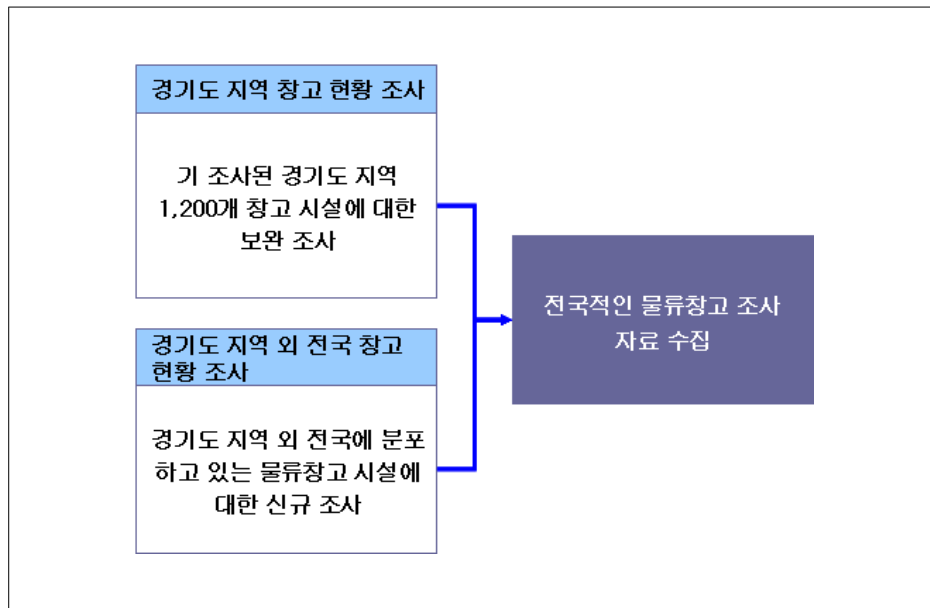 경기도 지역 창고 현황 조사
기 조사된 경기도 지역
1,200개 창고 시설에 대한
보완 조사
경기도 지역 외 전국 창고
현황 조사
경기도 지역 외 전국에 분포
하고 있는 물류창고 시설에
대한 신규 조사
전국적인 물류창고 조사
자료 수집